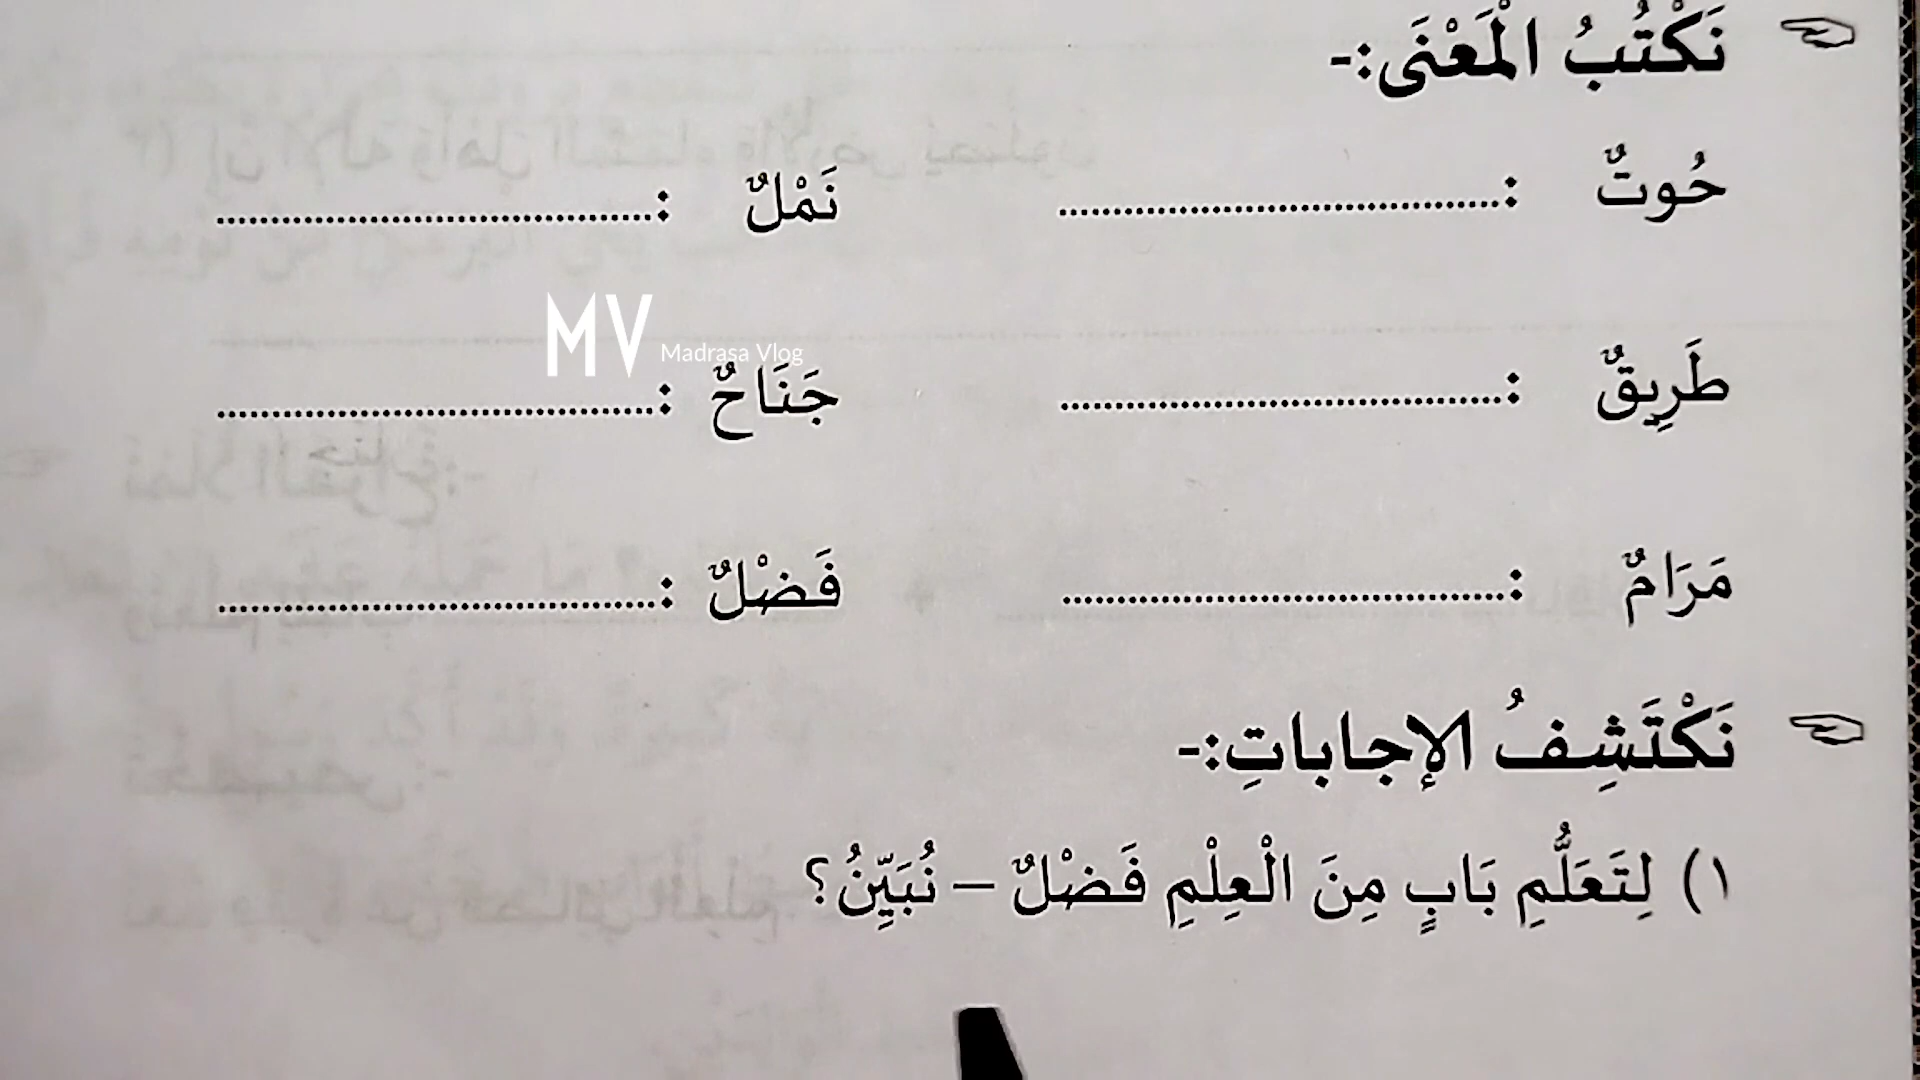 نَكْتُبُ الْمَعْنَى:-
حُوتٌ : ........................ نَمْلٌ : ........................
MV Madrasa Vlog
طَرِيقٌ : ........................ جَنَاحٌ : ........................
مَرَامٌ : ........................ فَضْلٌ : ........................
نَكْتَشِفُ الإجاباتِ:-
١) لِتَعَلُّمِ بَابٍ مِنَ الْعِلْمِ فَضْلٌ – نُبَيِّنُ؟